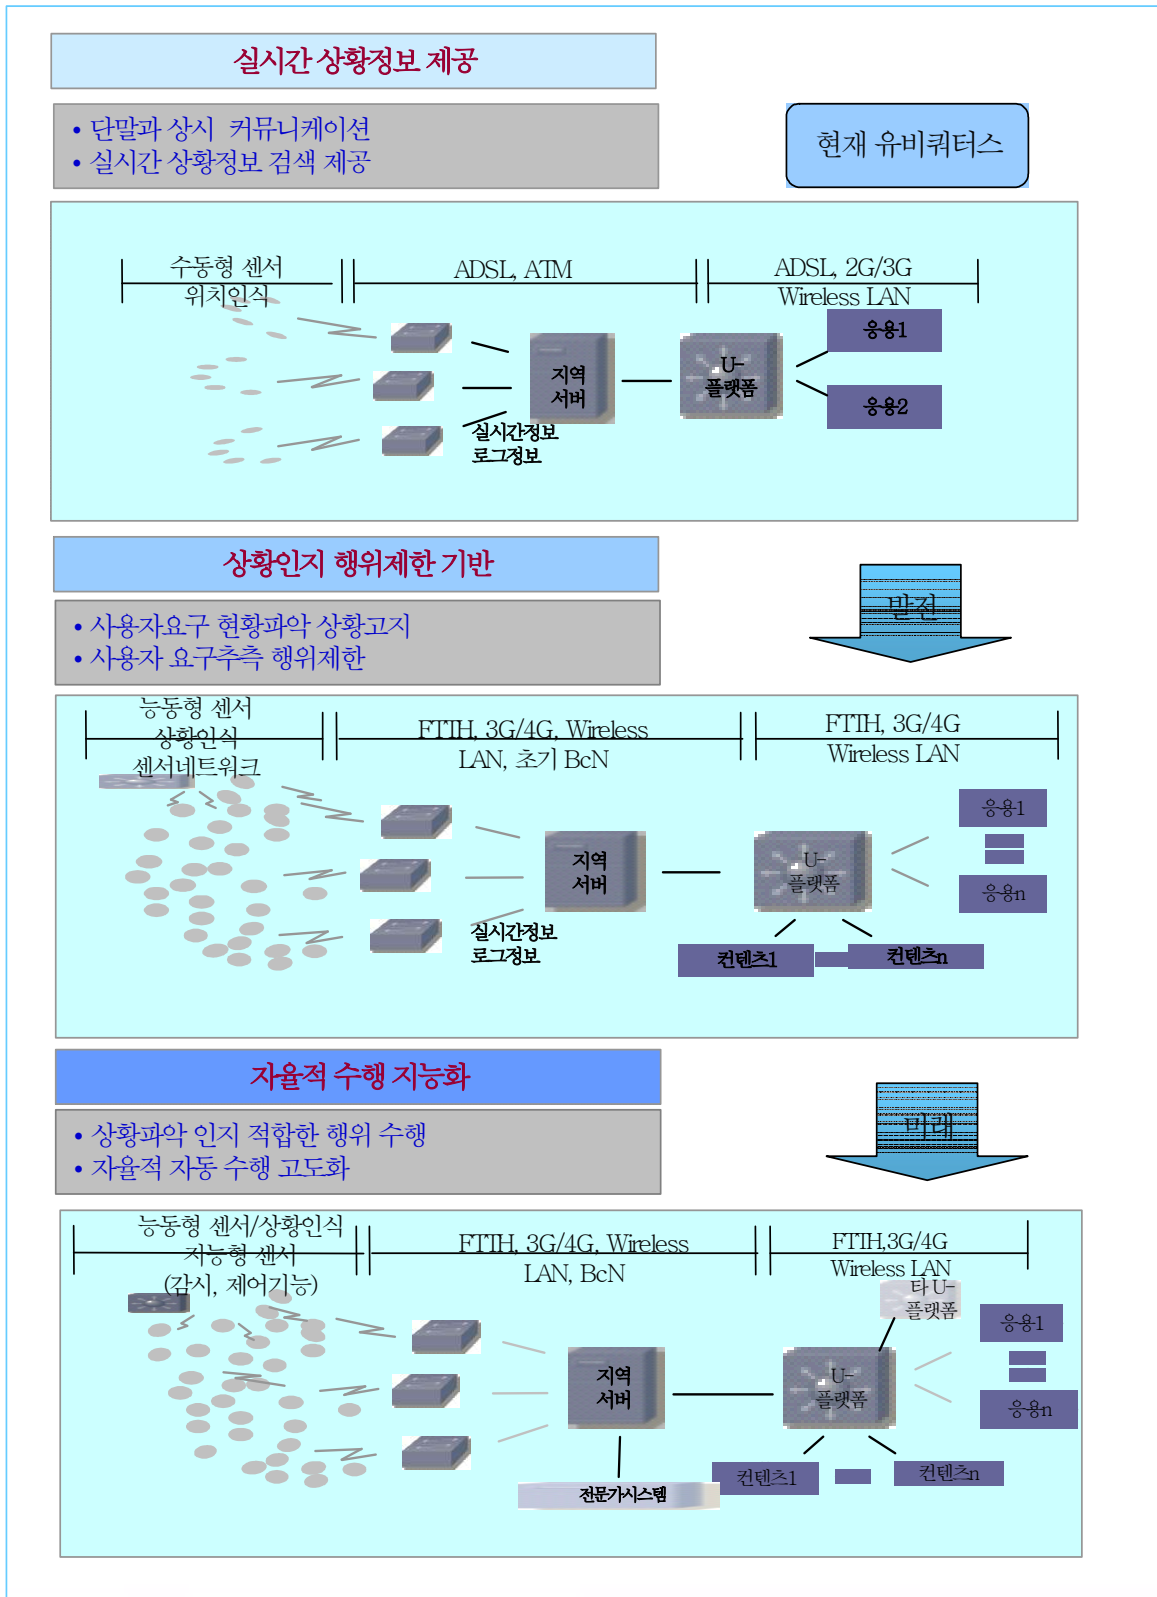 실시간 상황정보 제공
• 단말과 상시 커뮤니케이션
• 실시간 상황정보 검색 제공
현재 유비쿼터스
수동형 센서
위치인식
ADSL, ATM
ADSL, 2G/3G
Wireless LAN
응용1
지역
서버
U-
플랫폼
응용2
실시간정보
로그정보
상황인지 행위제한 기반
• 사용자요구 현황파악 상황고지
• 사용자 요구추측 행위제한
발전
능동형 센서
상황인식
센서네트워크
FTTH, 3G/4G, Wireless
LAN, 초기 BcN
FTTH, 3G/4G
Wireless LAN
응용1
지역
서버
U-
플랫폼
응용n
실시간정보
로그정보
컨텐츠1
컨텐츠n
자율적 수행 지능화
• 상황파악 인지 적합한 행위 수행
• 자율적 자동 수행 고도화
미래
능동형 센서/상황인식
지능형 센서
(감시, 제어기능)
FTTH, 3G/4G, Wireless
LAN, BcN
FTTH,3G/4G
Wireless LAN
타 U-
플랫폼
응용1
지역
서버
U-
플랫폼
응용n
컨텐츠1
컨텐츠n
전문가시스템